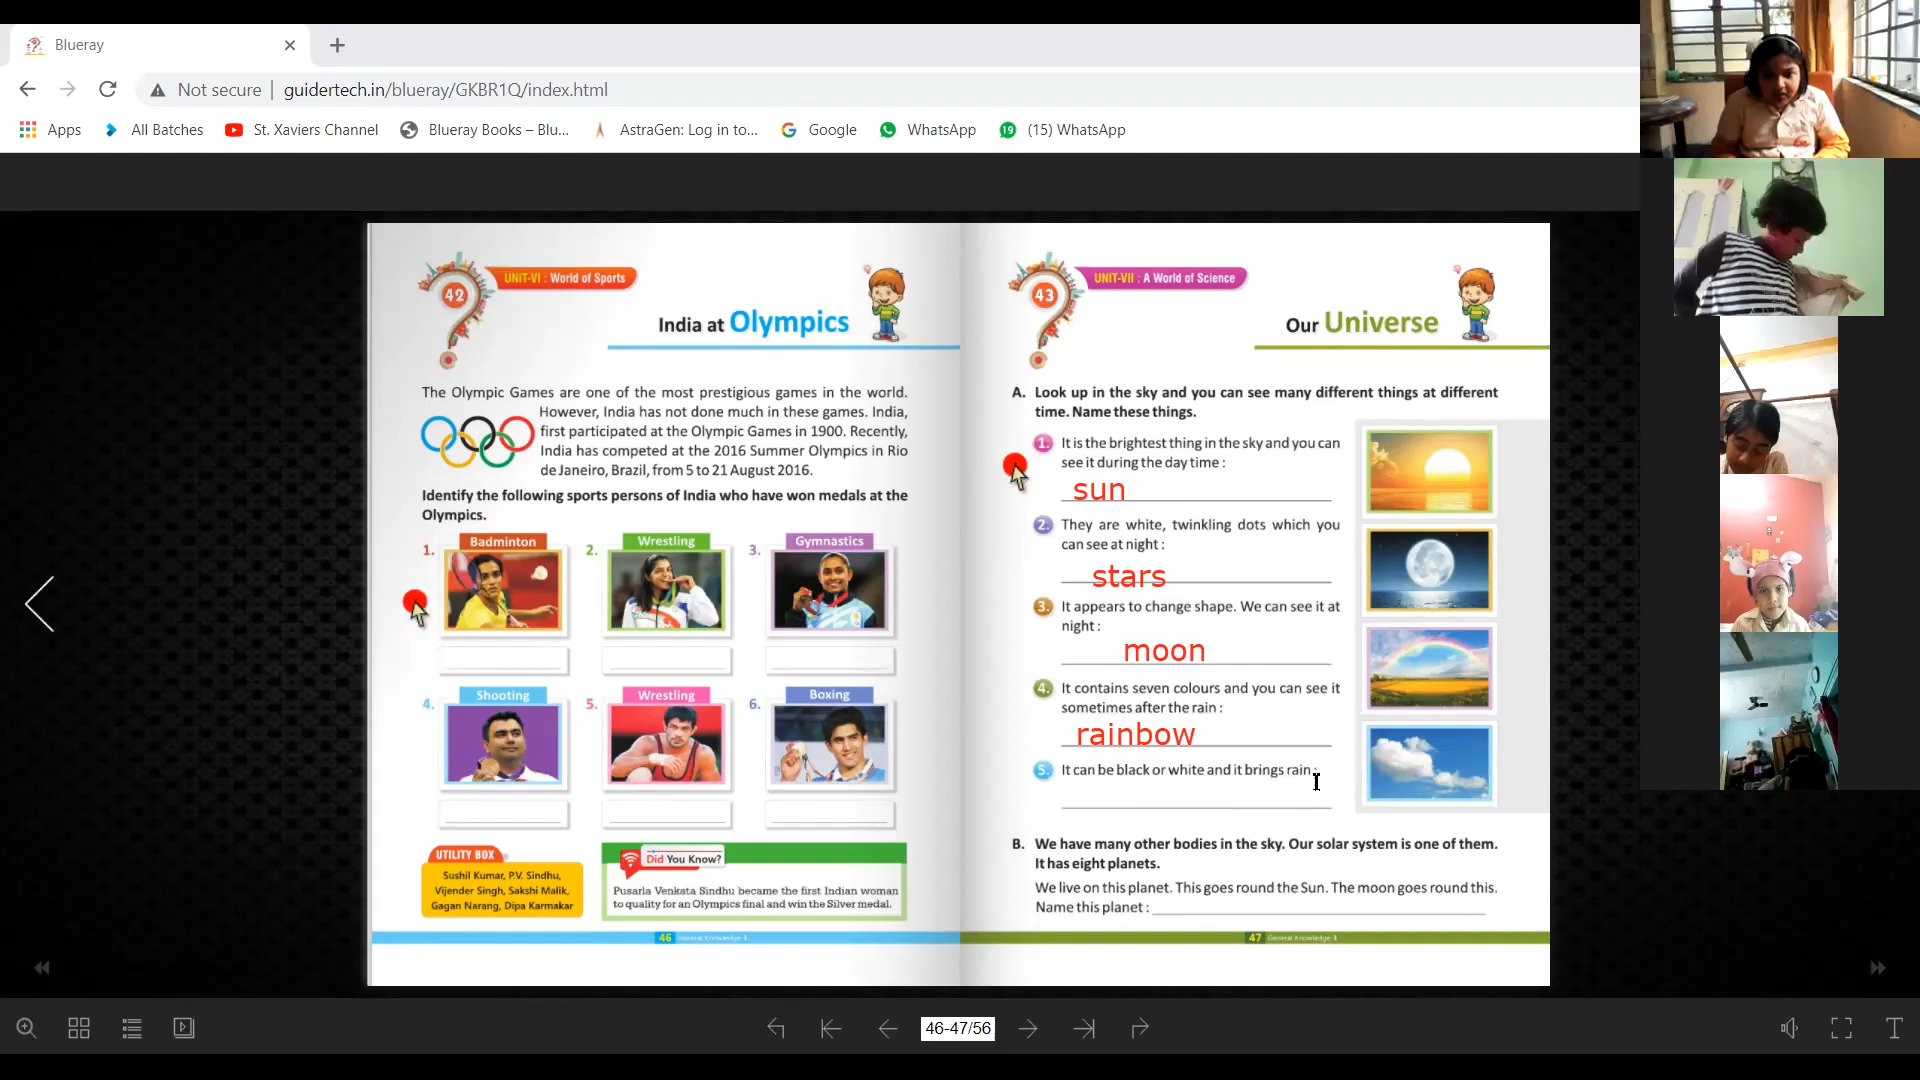 Blueray
Not secure | guidertech.in/blueray/GKBR1Q/index.html
Apps All Batches St. Xaviers Channel Blueray Books – Blu... AstraGen: Log in to... Google WhatsApp 19 (15) WhatsApp
42
UNIT-VI : World of Sports
India at Olympics
The Olympic Games are one of the most prestigious games in the world.
However, India has not done much in these games. India,
first participated at the Olympic Games in 1900. Recently,
India has competed at the 2016 Summer Olympics in Rio
de Janeiro, Brazil, from 5 to 21 August 2016.
Identify the following sports persons of India who have won medals at the
Olympics.
1. Badminton 2. Wrestling 3. Gymnastics
4. Shooting 5. Wrestling 6. Boxing
UTILITY BOX
Sushil Kumar, P.V. Sindhu,
Vijender Singh, Sakshi Malik,
Gagan Narang, Dipa Karmakar
Did You Know?
Pusarla Venkata Sindhu became the first Indian woman
to quality for an Olympics final and win the Silver medal.
46 General Knowledge-1
43
UNIT-VII : A World of Science
Our Universe
A. Look up in the sky and you can see many different things at different
time. Name these things.
1. It is the brightest thing in the sky and you can
see it during the day time :
sun
2. They are white, twinkling dots which you
can see at night :
stars
3. It appears to change shape. We can see it at
night :
moon
4. It contains seven colours and you can see it
sometimes after the rain :
rainbow
5. It can be black or white and it brings rain :
B. We have many other bodies in the sky. Our solar system is one of them.
It has eight planets.
We live on this planet. This goes round the Sun. The moon goes round this.
Name this planet :
47 General Knowledge-1
46-47/56